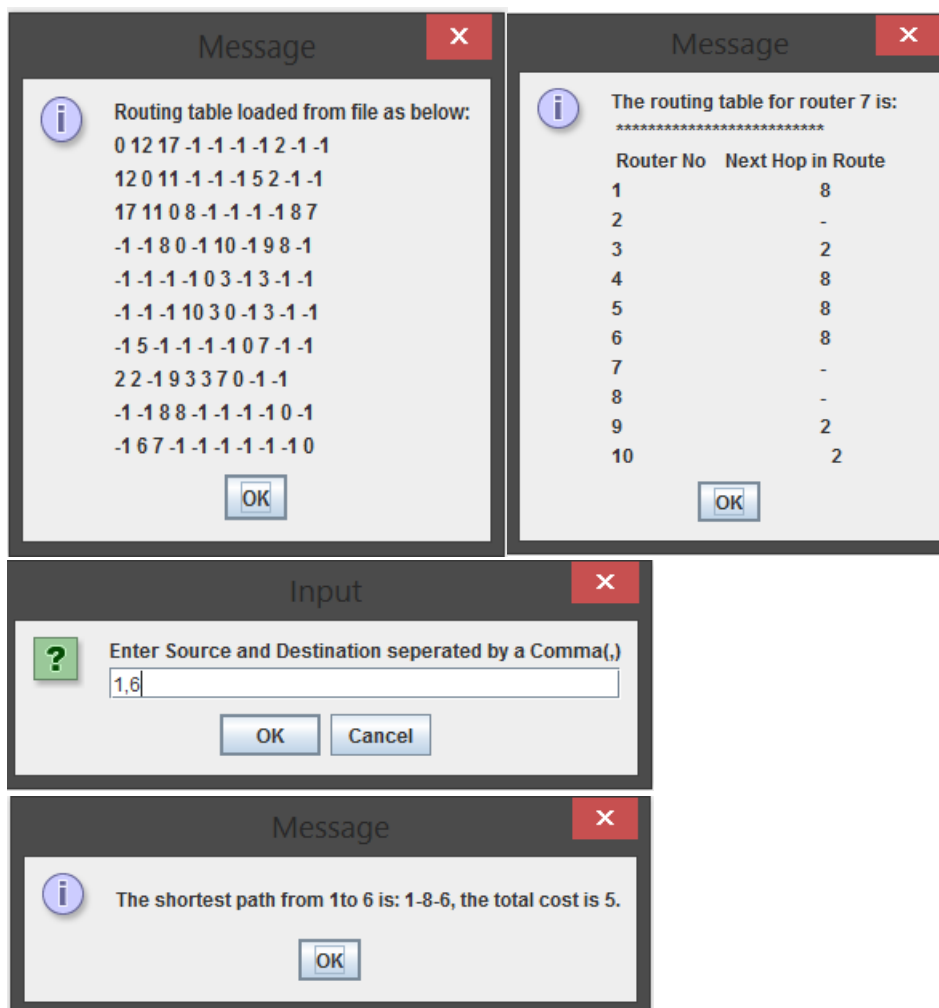 Message
X
Routing table loaded from file as below:
0 12 17 -1 -1 -1 -1 2 -1 -1
12 0 11 -1 -1 -1 5 2 -1 -1
17 11 0 8 -1 -1 -1 -1 8 7
-1 -1 8 0 -1 10 -1 9 8 -1
-1 -1 -1 -1 0 3 -1 3 -1 -1
-1 -1 -1 10 3 0 -1 3 -1 -1
-1 5 -1 -1 -1 -1 0 7 -1 -1
2 2 -1 9 3 3 7 0 -1 -1
-1 -1 8 8 -1 -1 -1 -1 0 -1
-1 6 7 -1 -1 -1 -1 -1 -1 0
OK
Message
X
The routing table for router 7 is:
**************************
Router No Next Hop in Route
1 8
2 -
3 2
4 8
5 8
6 8
7 -
8 -
9 2
10 2
OK
Input
X
?
Enter Source and Destination seperated by a Comma(,)
1,6
OK Cancel
Message
X
The shortest path from 1to 6 is: 1-8-6, the total cost is 5.
OK